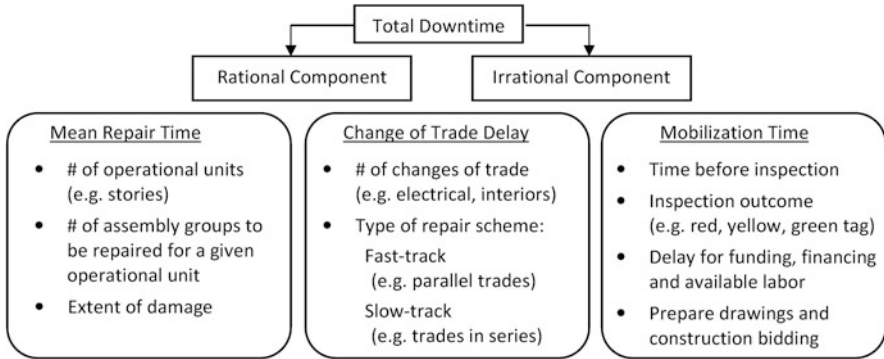 Total Downtime
Rational Component
Irrational Component
Mean Repair Time
• # of operational units
(e.g. stories)
• # of assembly groups to
be repaired for a given
operational unit
• Extent of damage
Change of Trade Delay
• # of changes of trade
(e.g. electrical, interiors)
• Type of repair scheme:
Fast-track
(e.g. parallel trades)
Slow-track
(e.g. trades in series)
Mobilization Time
• Time before inspection
• Inspection outcome
(e.g. red, yellow, green tag)
• Delay for funding, financing
and available labor
• Prepare drawings and
construction bidding